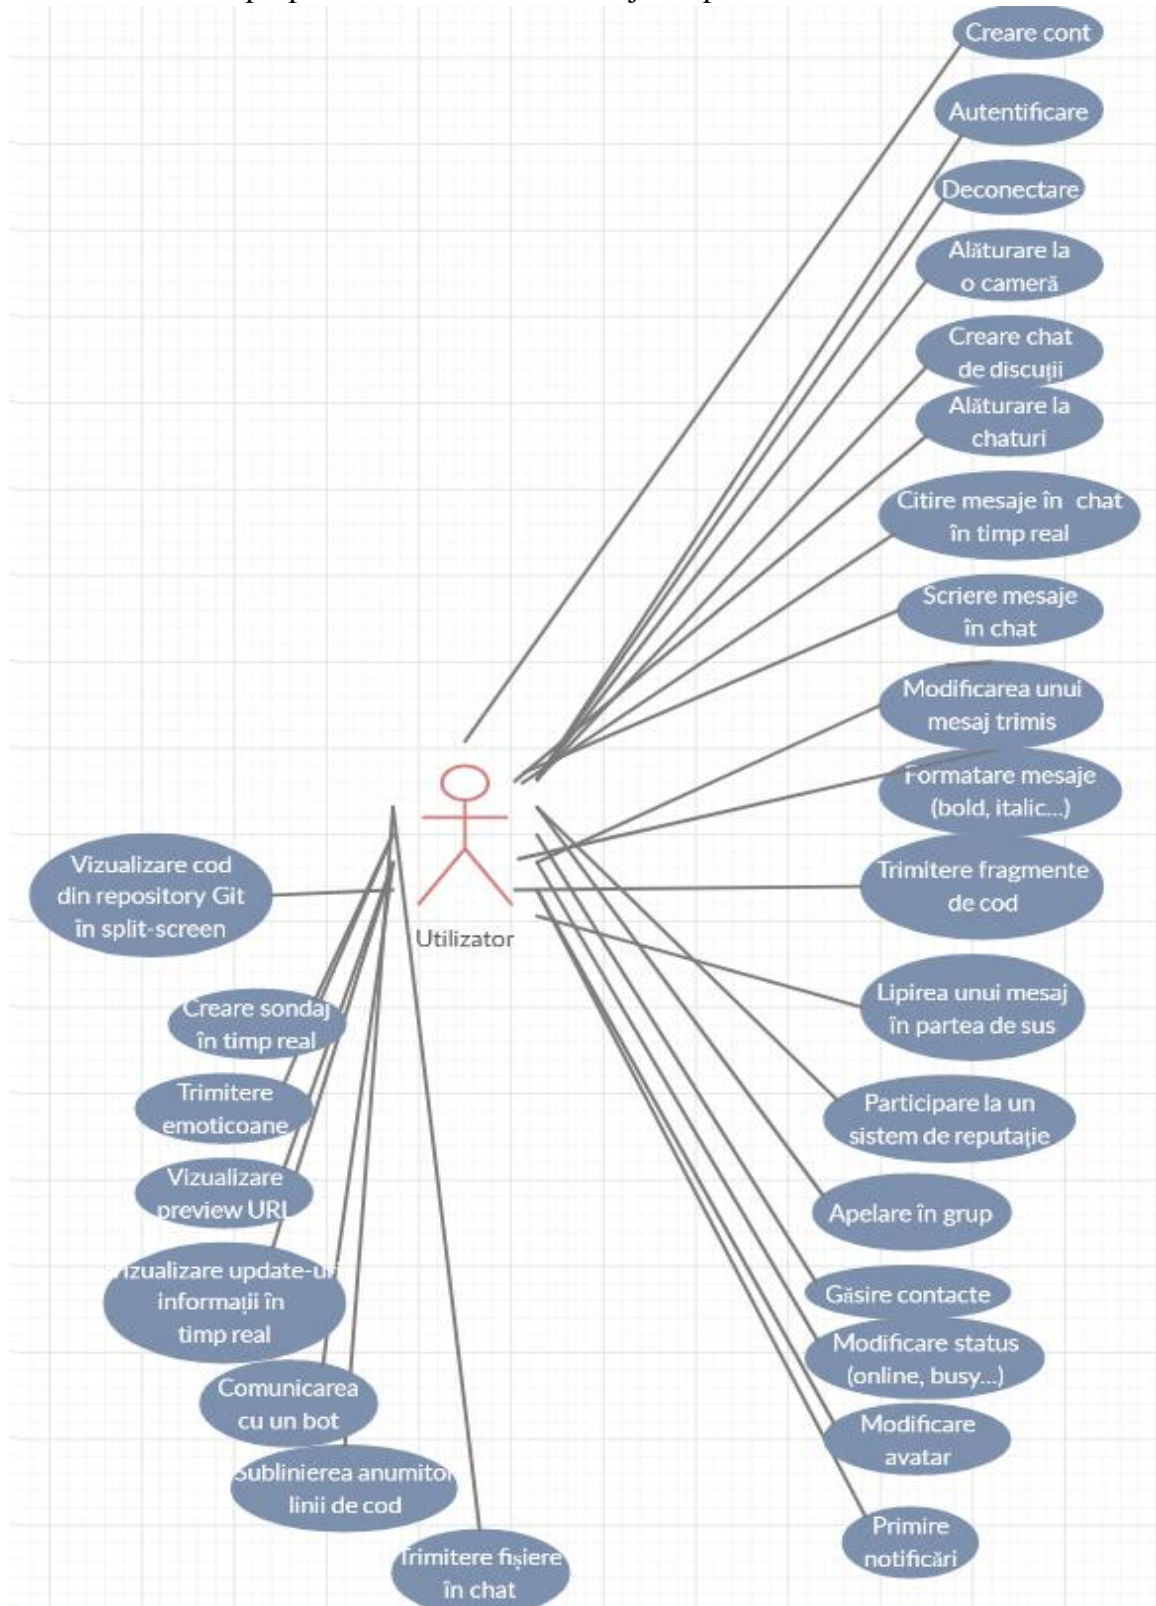 Creare cont
Autentificare
Deconectare
Alăturare la
o cameră
Creare chat
de discuții
Alăturare la
chaturi
Citire mesaje în chat
în timp real
Scriere mesaje
în chat
Modificarea unui
mesaj trimis
Formatare mesaje
(bold, italic...)
Trimitere fragmente
de cod
Lipirea unui mesaj
în partea de sus
Participare la un
sistem de reputație
Apelare în grup
Găsire contacte
Modificare status
(online, busy...)
Modificare
avatar
Primire
notificări
Utilizator
Vizualizare cod
din repository Git
în split-screen
Creare sondaj
în timp real
Trimitere
emoticoane
Vizualizare
preview URL
izualizare update-uri
informații în
timp real
Comunicarea
cu un bot
Sublinierea anumitor
linii de cod
Trimitere fișiere
în chat